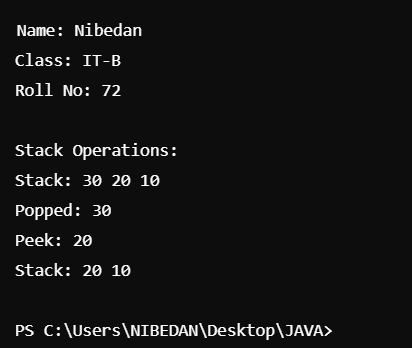 Name: Nibedan
Class: IT-B
Roll No: 72
Stack Operations:
Stack: 30 20 10
Popped: 30
Peek: 20
Stack: 20 10
PS C:\Users\NIBEDAN\Desktop\JAVA>